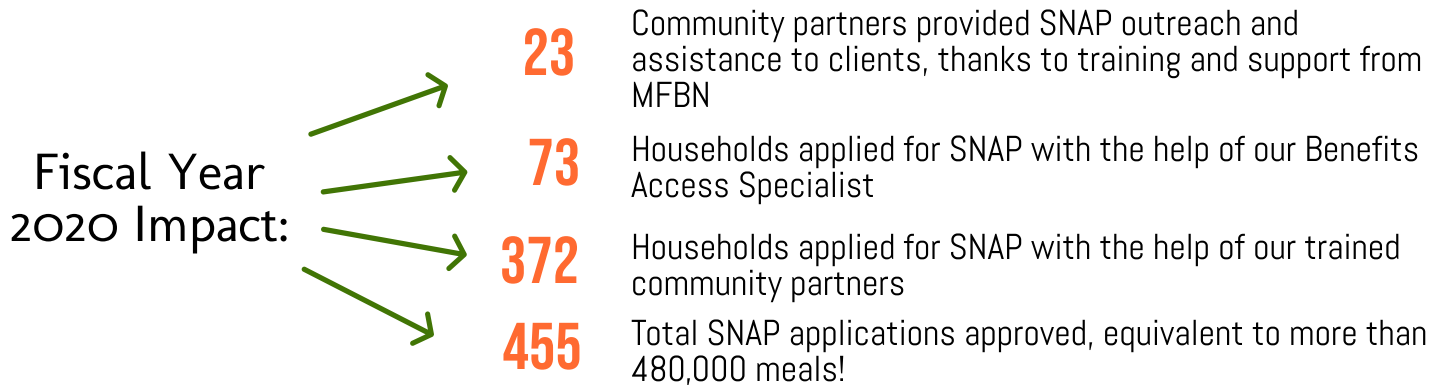 Fiscal Year
2020 Impact:
23
Community partners provided SNAP outreach and
assistance to clients, thanks to training and support from
MFBN
73
Households applied for SNAP with the help of our Benefits
Access Specialist
372
Households applied for SNAP with the help of our trained
community partners
455
Total SNAP applications approved, equivalent to more than
480,000 meals!